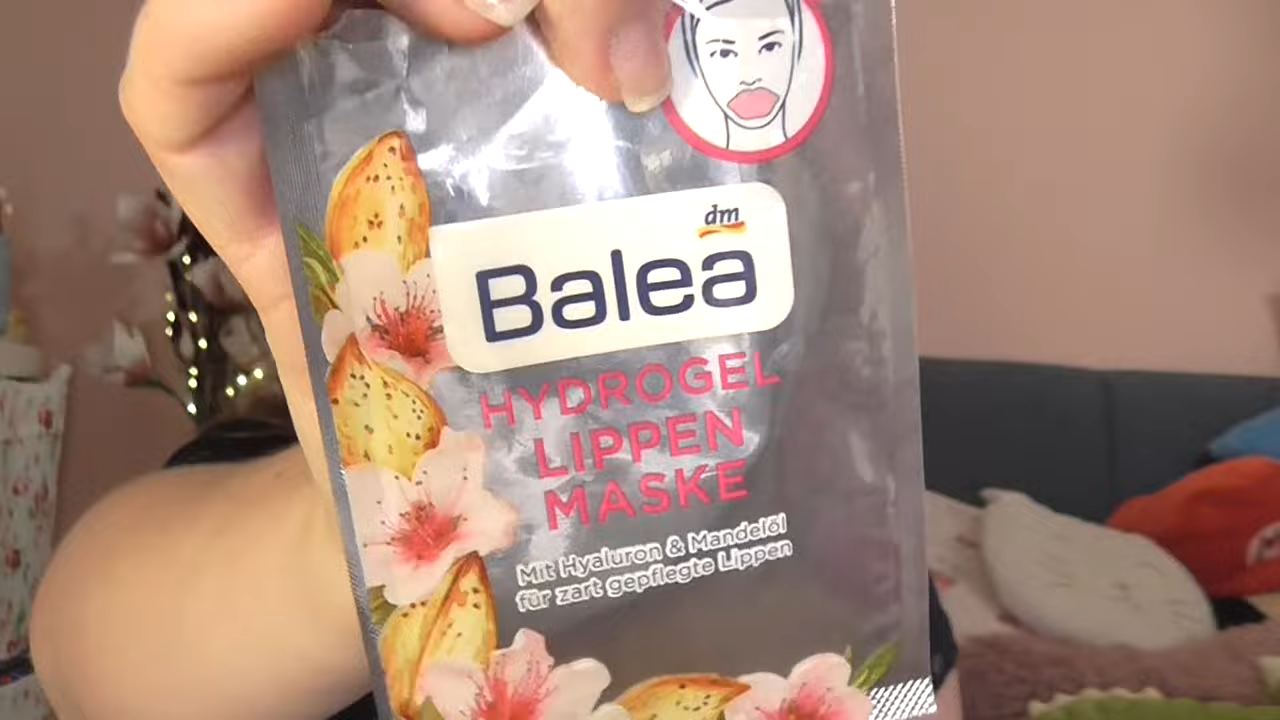 dm
Balea
HYDROGEL
LIPPEN
MASKE
Mit Hyaluron & Mandelöl
für zart gepflegte Lippen